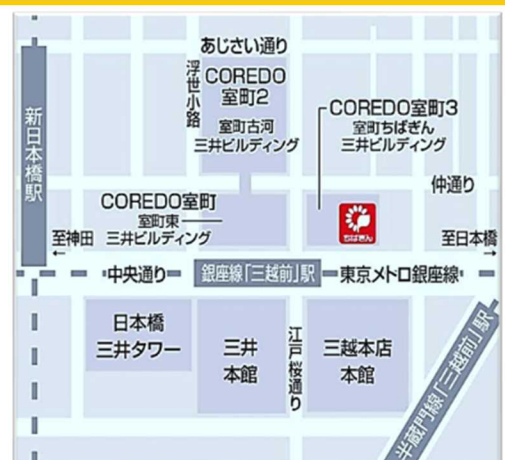 あじさい通り
浮世小路
COREDO
室町2
室町古河
三井ビルディング
COREDO室町3
室町ちばぎん
三井ビルディング
新日本橋駅
仲通り
COREDO室町
室町東
三井ビルディング
ちばぎん
至神田
←
至日本橋
→
中央通り
銀座線「三越前」駅
東京メトロ銀座線
日本橋
三井タワー
三井
本館
江戸桜通り
三越本店
本館
半蔵門線「三越前」駅